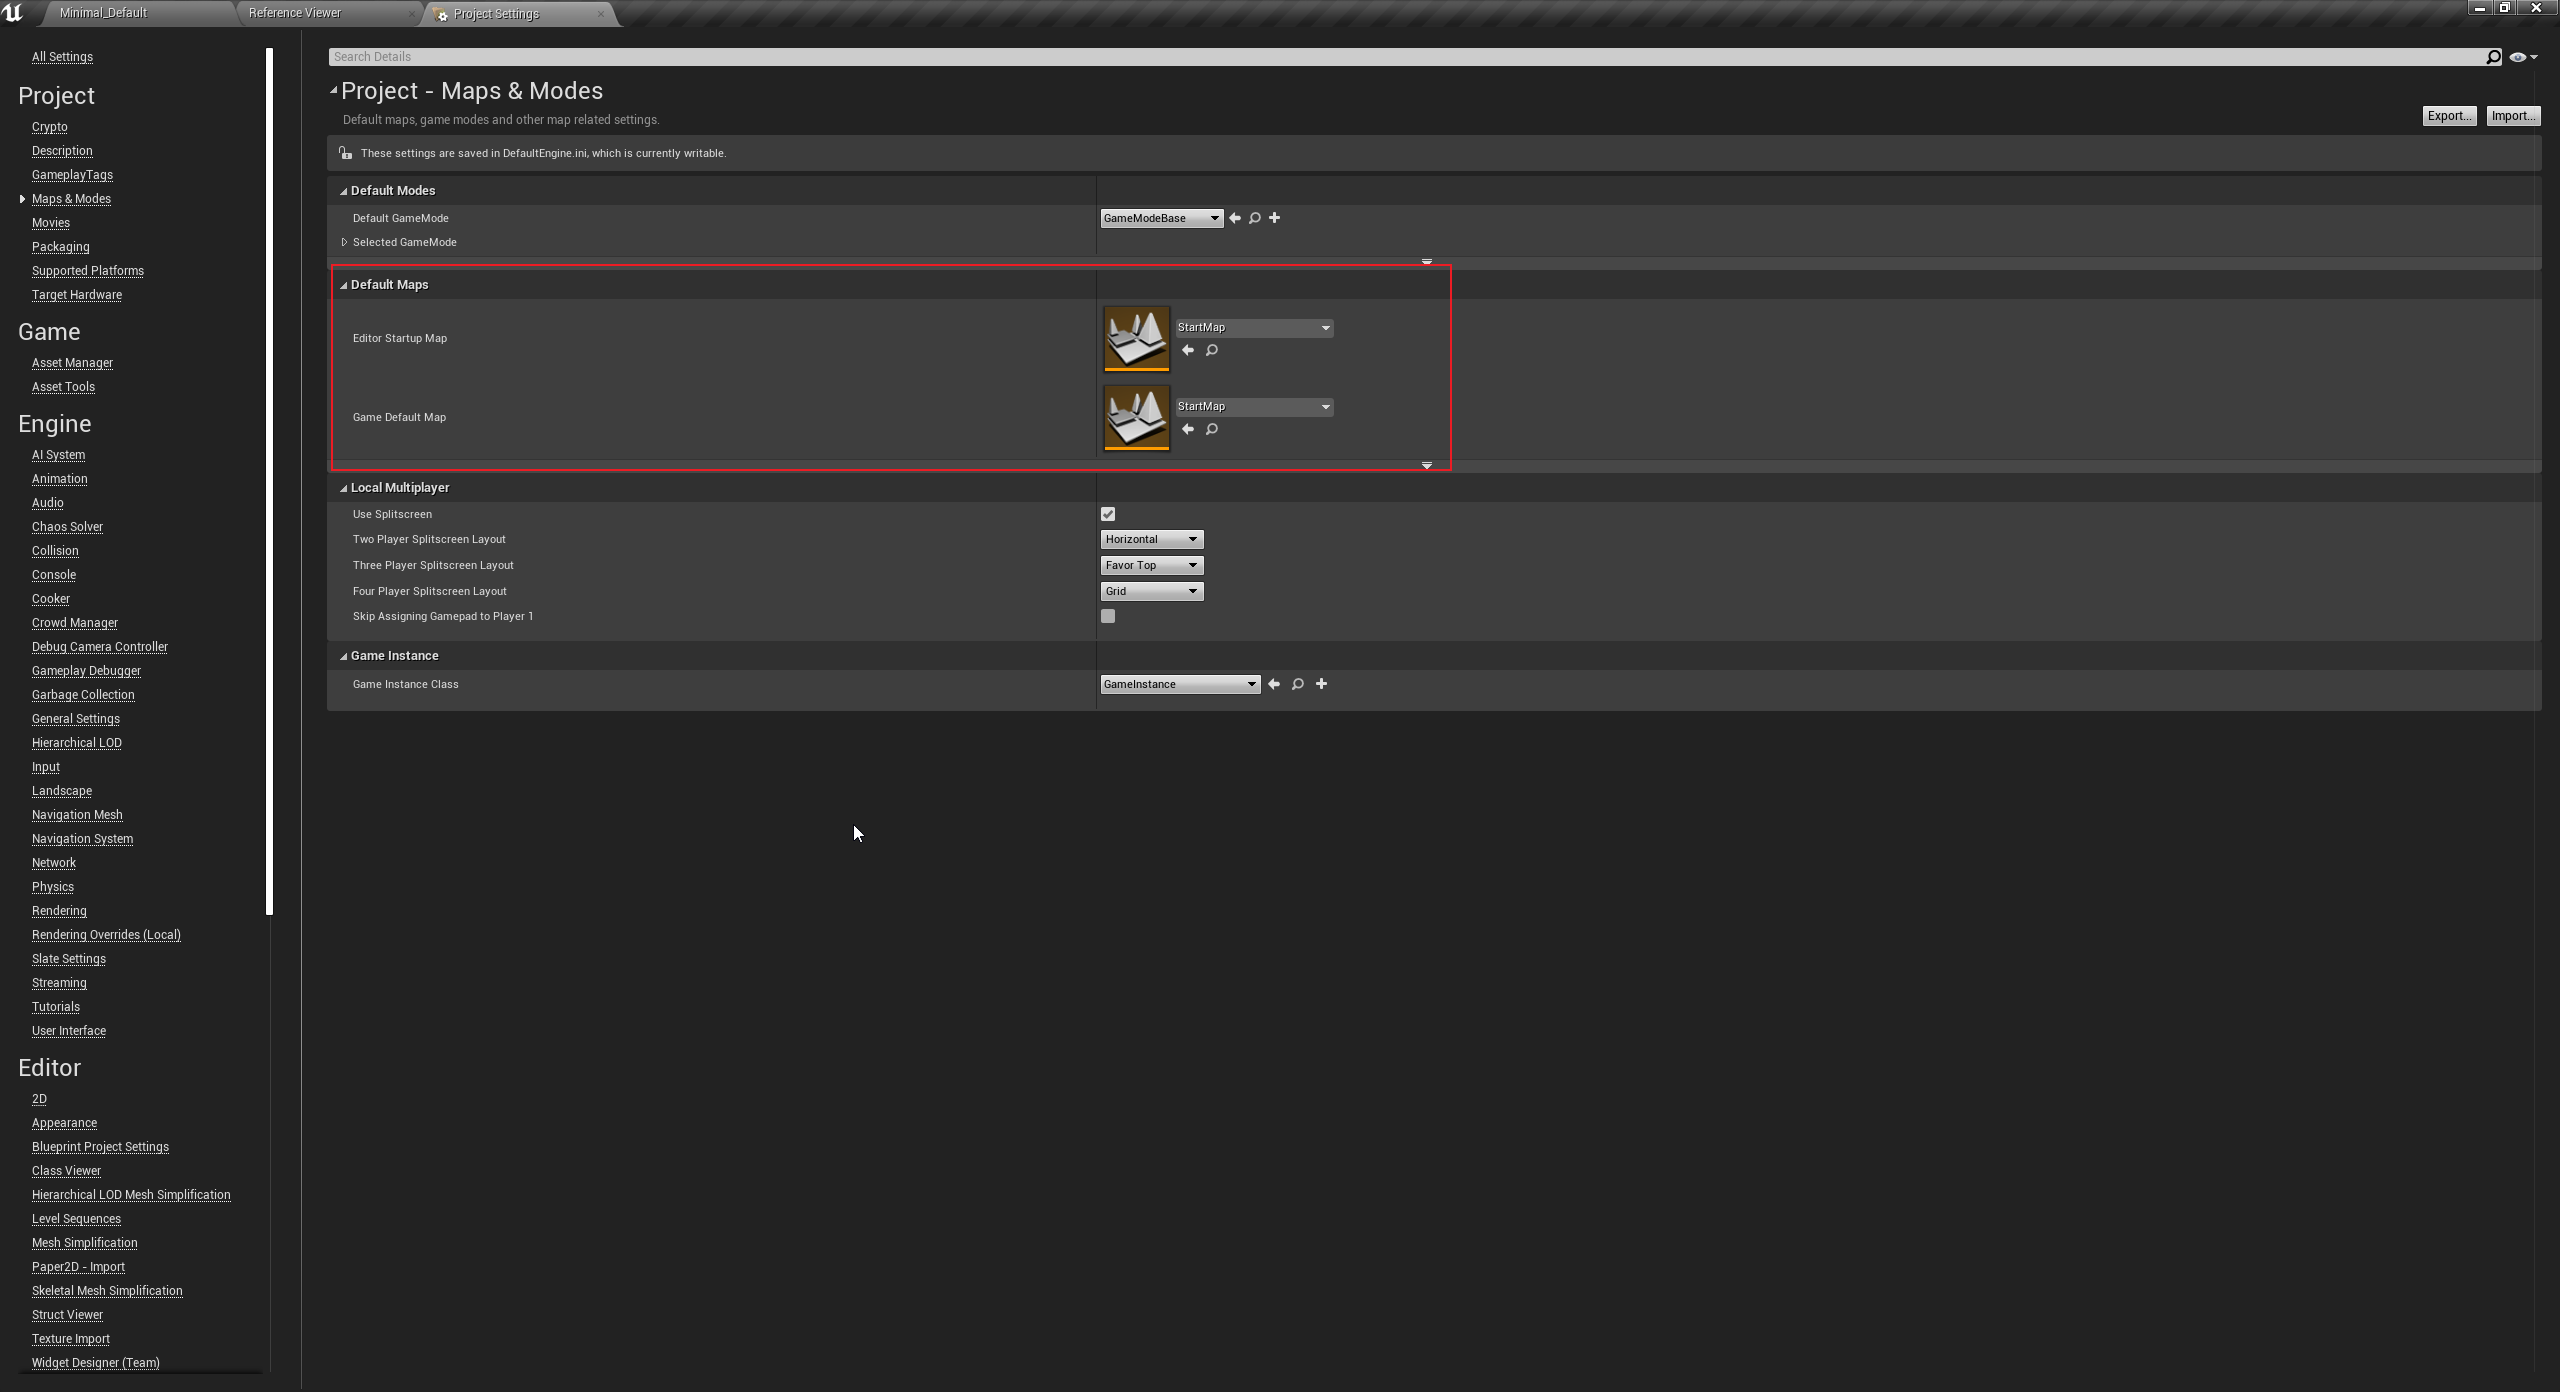 Minimal_Default
Reference Viewer
Project Settings
All Settings
Project
Crypto
Description
GameplayTags
Maps & Modes
Movies
Packaging
Supported Platforms
Target Hardware
Game
Asset Manager
Asset Tools
Engine
AI System
Animation
Audio
Chaos Solver
Collision
Console
Cooker
Crowd Manager
Debug Camera Controller
Gameplay Debugger
Garbage Collection
General Settings
Hierarchical LOD
Input
Landscape
Navigation Mesh
Navigation System
Network
Physics
Rendering
Rendering Overrides (Local)
Slate Settings
Streaming
Tutorials
User Interface
Editor
2D
Appearance
Blueprint Project Settings
Class Viewer
Hierarchical LOD Mesh Simplification
Level Sequences
Mesh Simplification
Paper2D - Import
Skeletal Mesh Simplification
Struct Viewer
Texture Import
Widget Designer (Team)
Search Details
Project - Maps & Modes
Default maps, game modes and other map related settings.
Export...
Import...
These settings are saved in DefaultEngine.ini, which is currently writable.
Default Modes
Default GameMode
GameModeBase
Selected GameMode
Default Maps
Editor Startup Map
StartMap
Game Default Map
StartMap
Local Multiplayer
Use Splitscreen
Two Player Splitscreen Layout
Horizontal
Three Player Splitscreen Layout
Favor Top
Four Player Splitscreen Layout
Grid
Skip Assigning Gamepad to Player 1
Game Instance
Game Instance Class
GameInstance